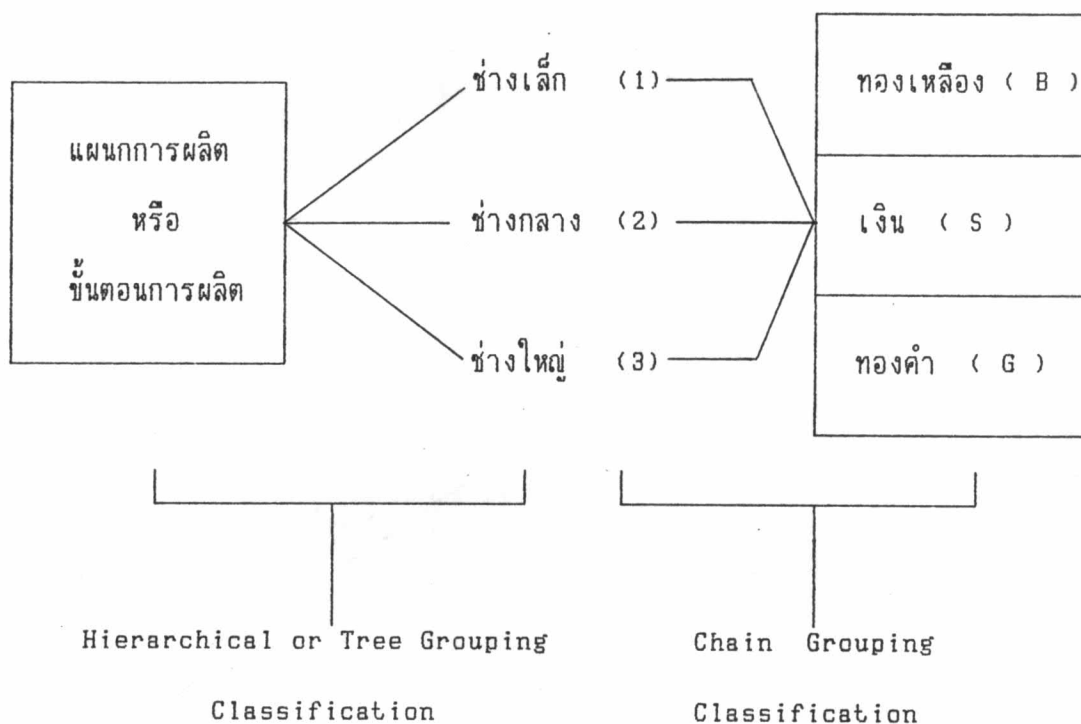 แผนกการผลิต
หรือ
ขั้นตอนการผลิต
ช่างเล็ก (1)
ช่างกลาง (2)
ช่างใหญ่ (3)
ทองเหลือง ( B )
เงิน ( S )
ทองคำ ( G )
Hierarchical or Tree Grouping
Classification
Chain Grouping
Classification